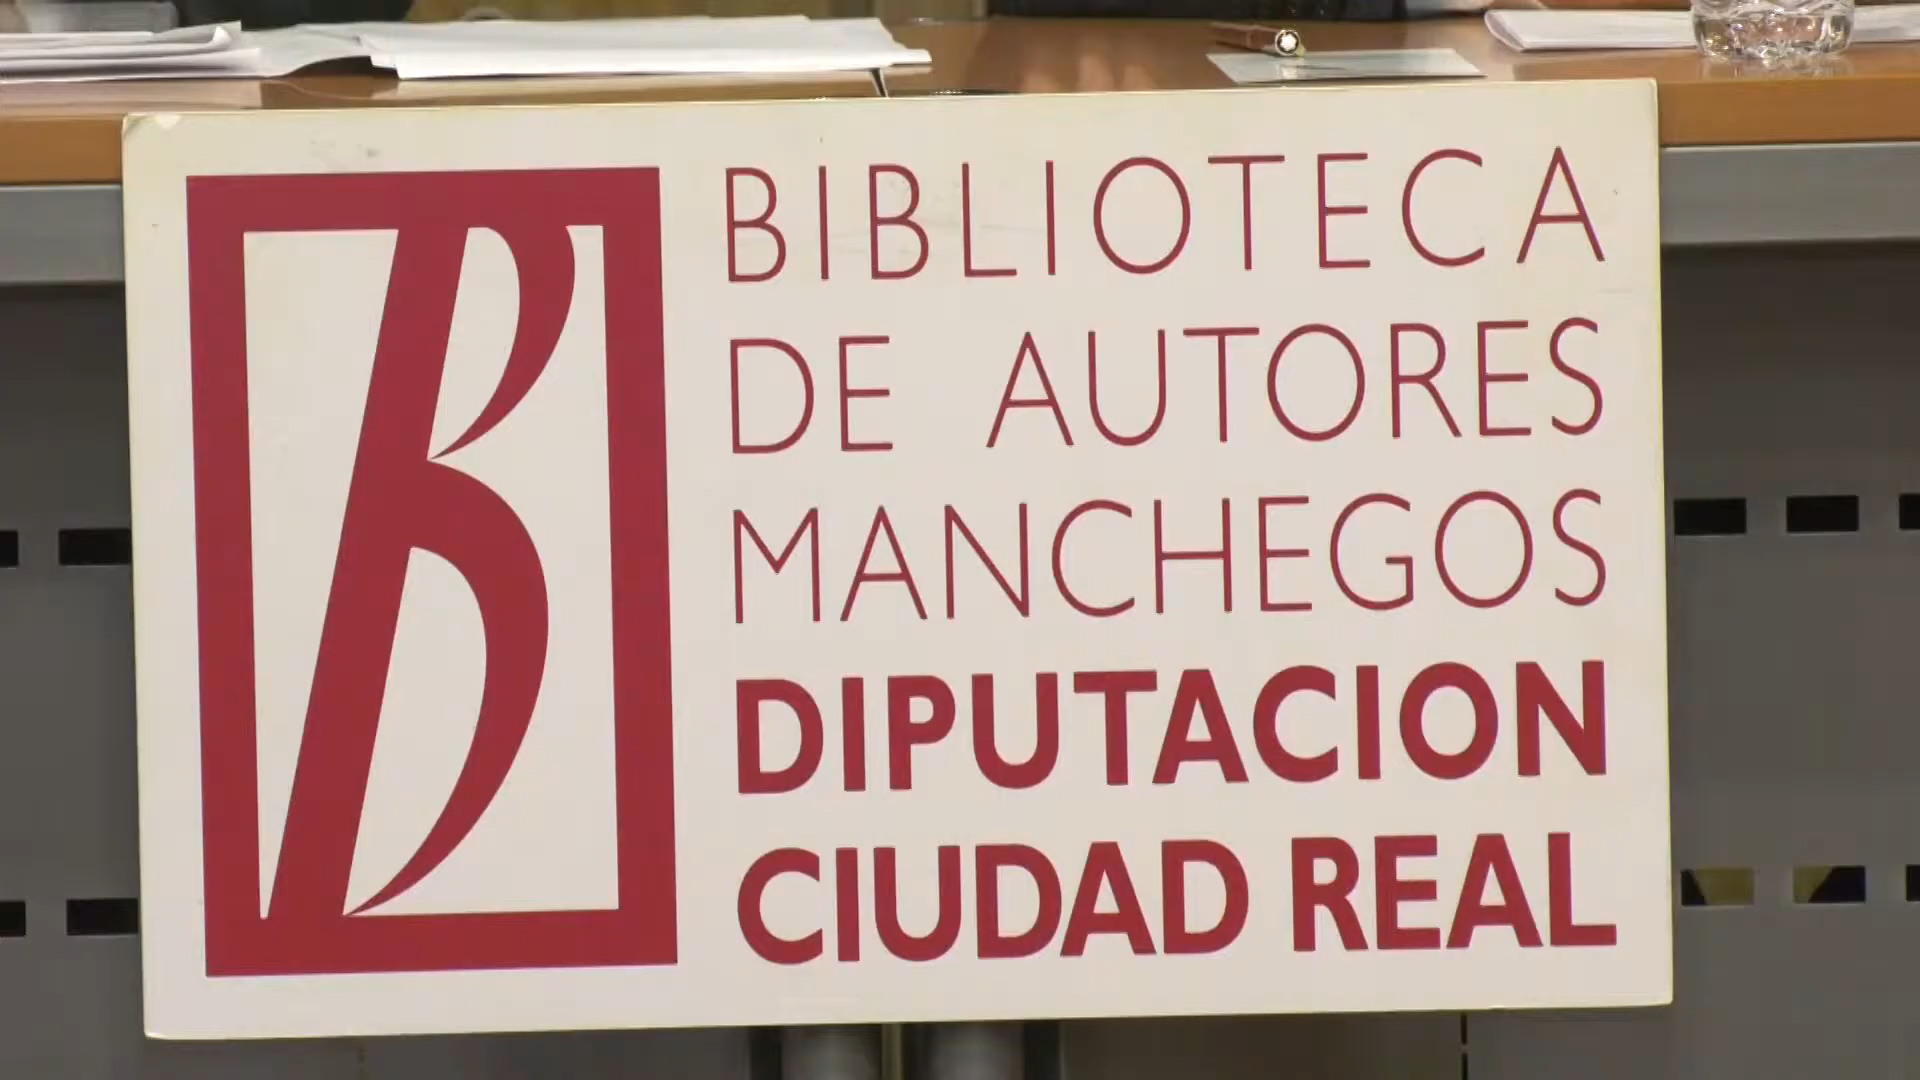 B
BIBLIOTECA
DE AUTORES
MANCHEGOS
DIPUTACION
CIUDAD REAL